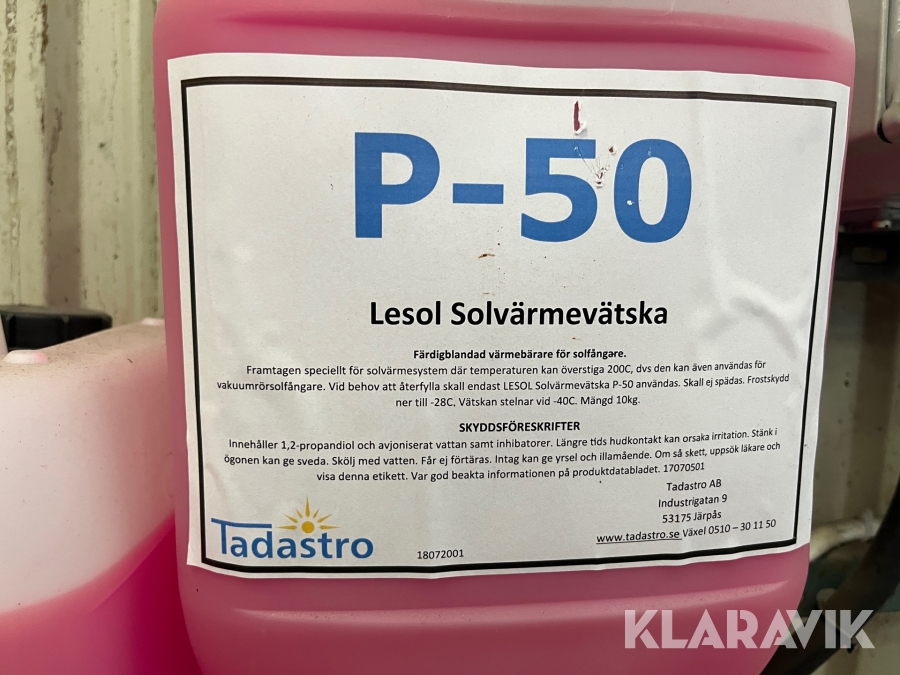 P-50
Lesol Solvärmevätska
Färdigblandad värmebärare för solfångare.
Framtagen speciellt för solvärmesystem där temperaturen kan överstiga 200C, dvs den kan även användas för
vakuumrörsolfångare. Vid behov att återfylla skall endast LESOL Solvärmevätska P-50 användas. Skall ej spädas. Frostskydd
ner till -28C, Vätskan stelnar vid -40C. Mängd 10kg.
SKYDDSFÖRESKRIFTER
Innehåller 1,2-propandiol och avjoniserat vattan samt inhibatorer. Längre tids hudkontakt kan orsaka irritation. Stänk i
ögonen kan ge sveda. Skölj med vatten. Får ej förtäras. Intag kan ge yrsel och illamående. Om så skett, uppsök läkare och
visa denna etikett. Var god beakta informationen på produktdatabladet. 17070501
Tadastro AB
Industrigatan 9
53175 Järpås
www.tadastro.se Växel 0510 – 30 11 50
Tadastro
18072001
KLARAVIK